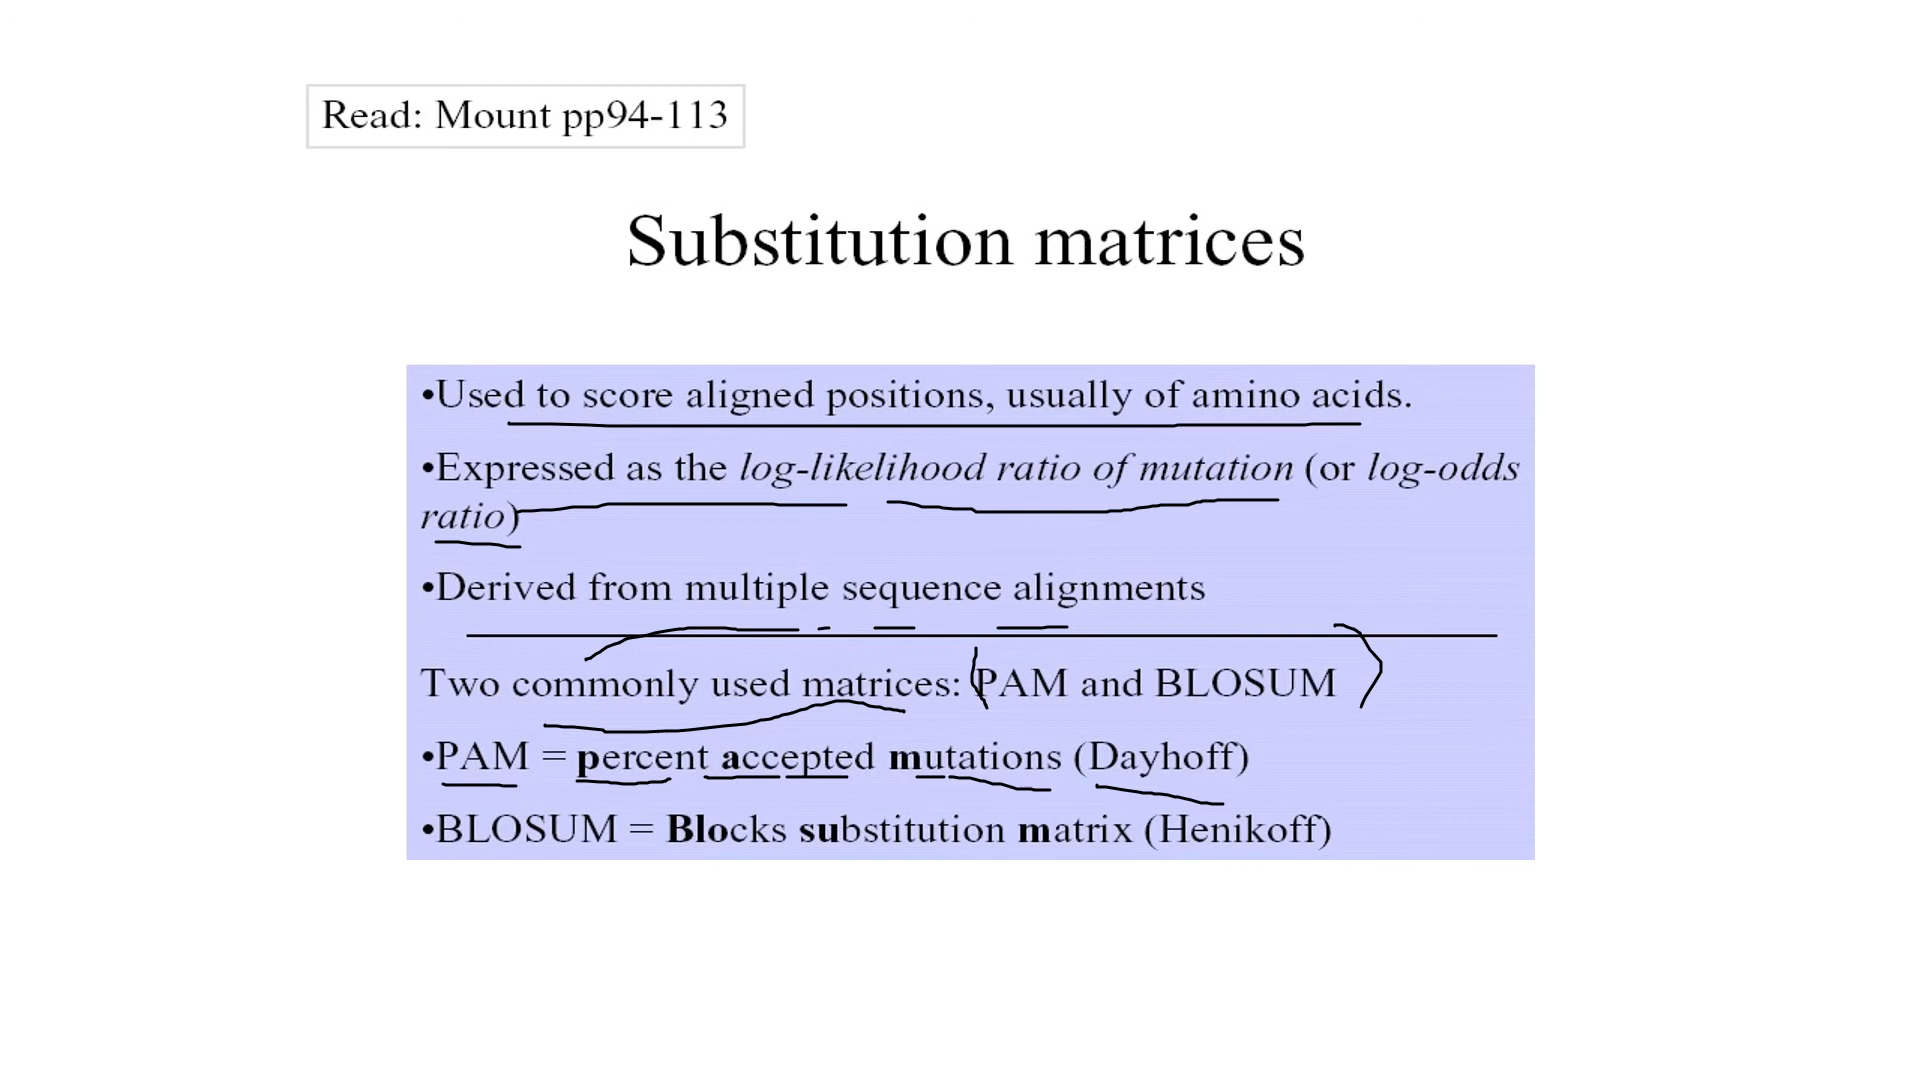 Read: Mount pp94-113
Substitution matrices
•Used to score aligned positions, usually of amino acids.
•Expressed as the log-likelihood ratio of mutation (or log-odds
ratio)
•Derived from multiple sequence alignments
Two commonly used matrices: PAM and BLOSUM
•PAM = percent accepted mutations (Dayhoff)
•BLOSUM = Blocks substitution matrix (Henikoff)